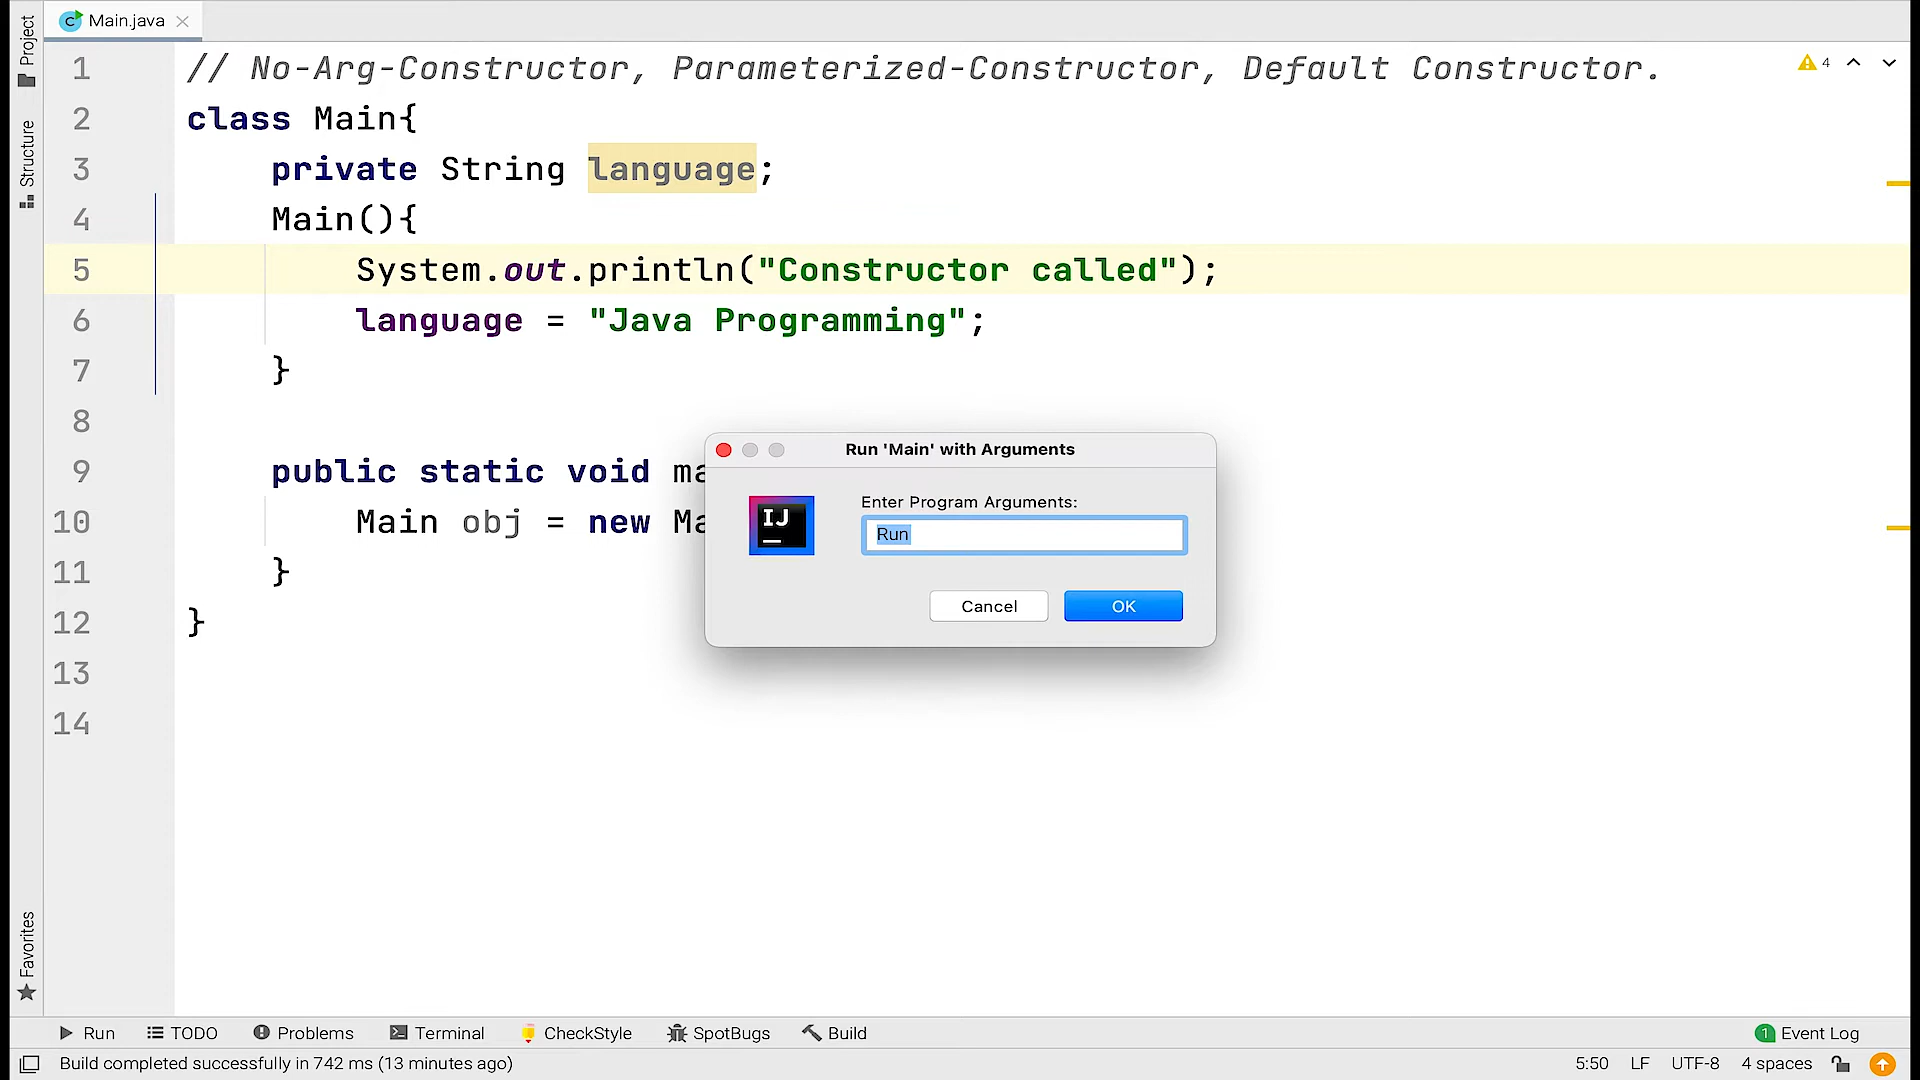 Project
Structure
Favorites
Main.java
1 // No-Arg-Constructor, Parameterized-Constructor, Default Constructor.
4
2 class Main{
3 private String language;
4 Main(){
5 System.out.println("Constructor called");
6 language = "Java Programming";
7 }
8
9 public static void ma
10 Main obj = new Ma
11 }
12 }
13
14
Run 'Main' with Arguments
IJ
Enter Program Arguments:
Run
Cancel OK
Run TODO Problems Terminal CheckStyle SpotBugs Build 1 Event Log
Build completed successfully in 742 ms (13 minutes ago) 5:50 LF UTF-8 4 spaces